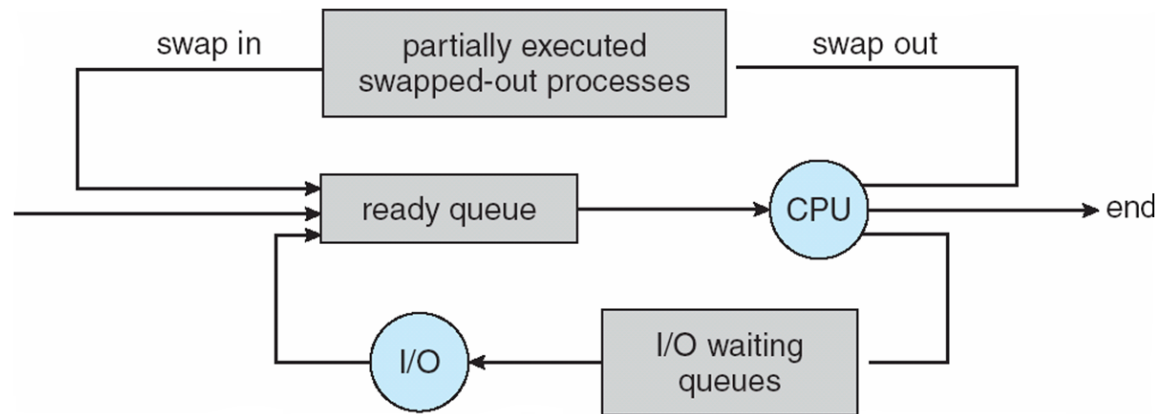 swap in
partially executed
swapped-out processes
swap out
ready queue
CPU
end
I/O
I/O waiting
queues